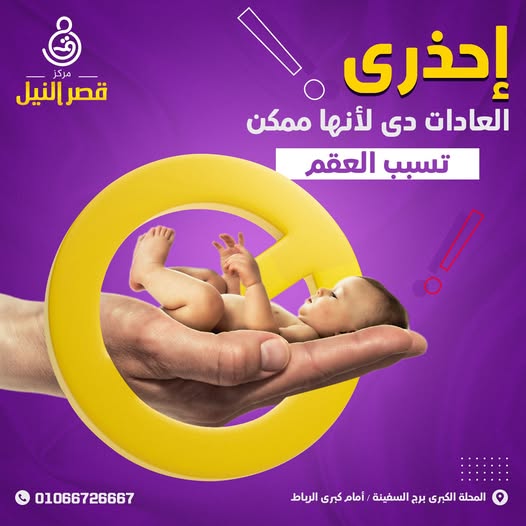 مركز
قصر النيل
إحذرى
العادات دى لأنها ممكن
تسبب العقم
المحلة الكبرى برج السفينة / أمام كبرى الرباط
01066726667